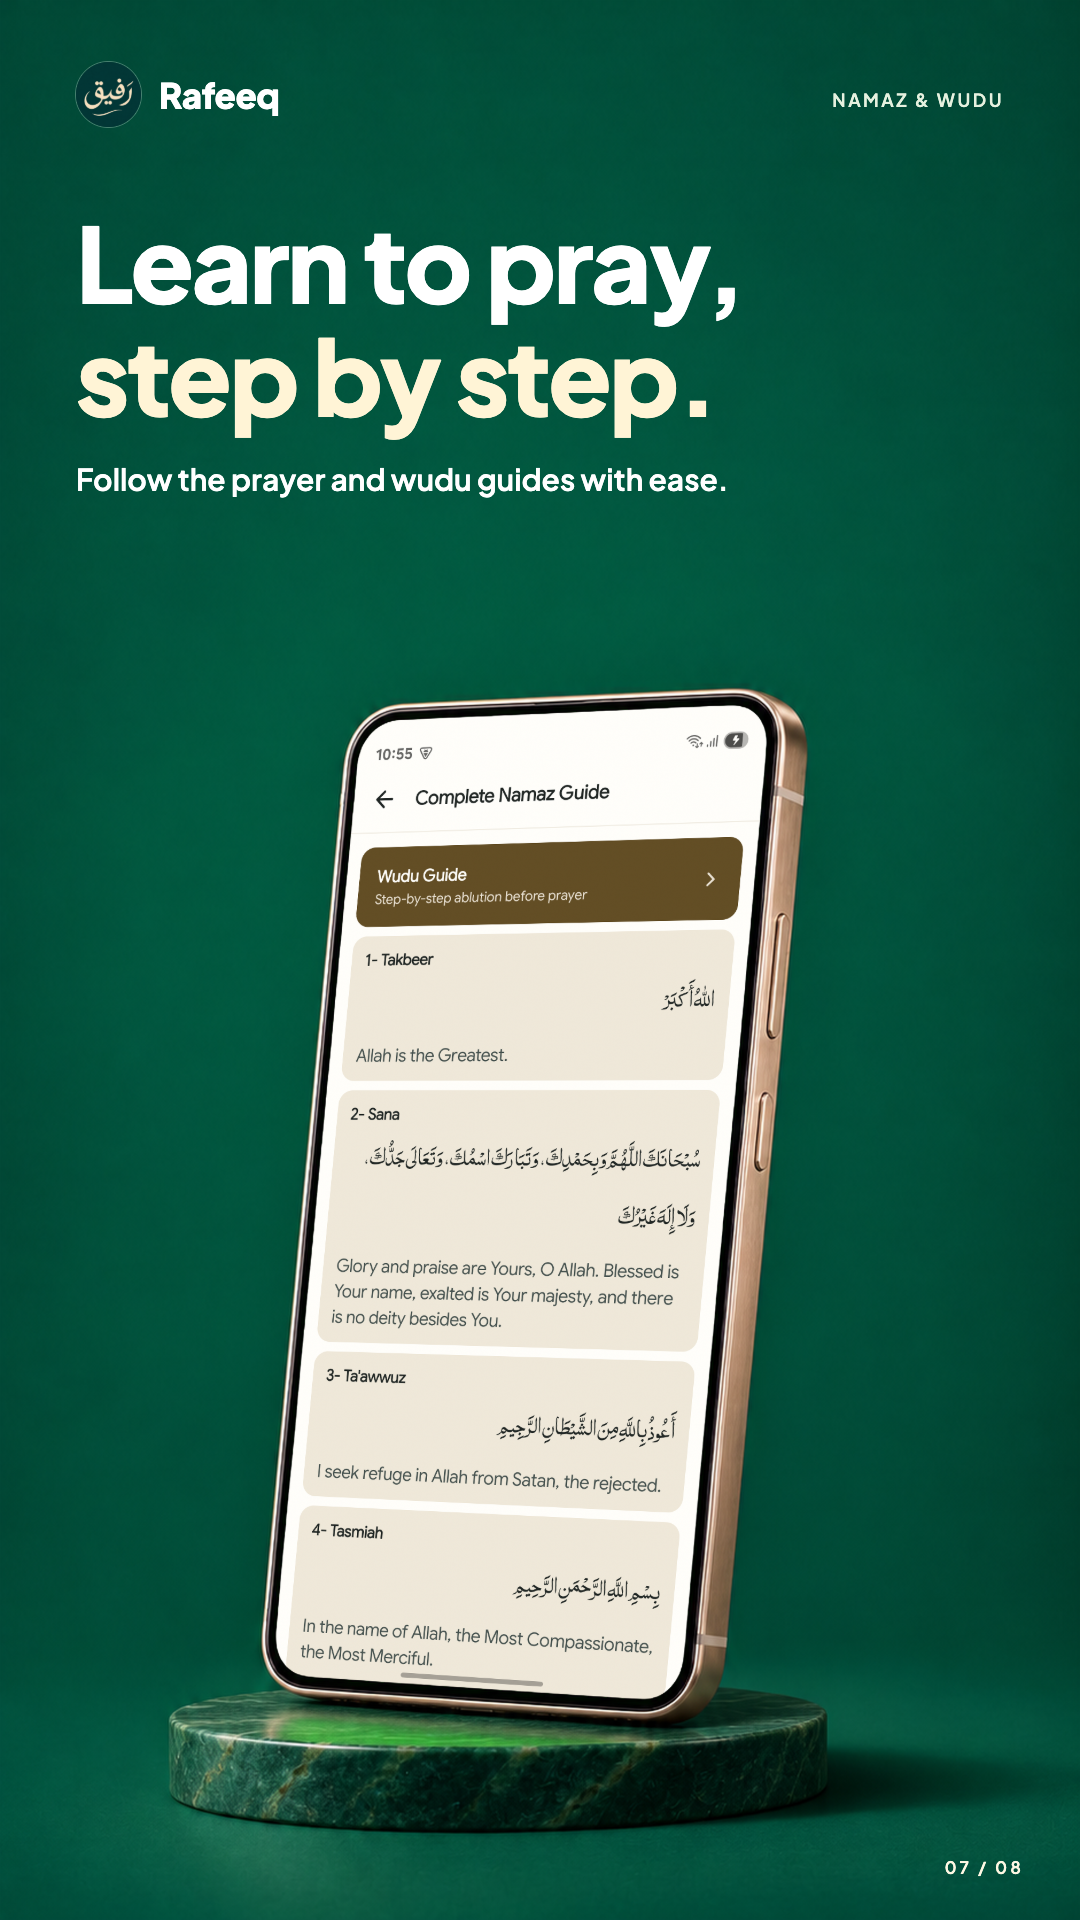 رَفيق
Rafeeq
NAMAZ & WUDU
Learn to pray,
step by step.
Follow the prayer and wudu guides with ease.
10:55
Complete Namaz Guide
Wudu Guide
Step-by-step ablution before prayer
1- Takbeer
اللهُ أَكْبَرُ
Allah is the Greatest.
2- Sana
سُبْحَانَكَ اللَّهُمَّ وَبِحَمْدِكَ، وَتَبَارَكَ اسْمُكَ، وَتَعَالَى جَدُّكَ،
وَلَا إِلَهَ غَيْرُكَ
Glory and praise are Yours, O Allah. Blessed is
Your name, exalted is Your majesty, and there
is no deity besides You.
3- Ta'awwuz
أَعُوذُ بِاللَّهِ مِنَ الشَّيْطَانِ الرَّجِيمِ
I seek refuge in Allah from Satan, the rejected.
4- Tasmiah
بِسْمِ اللَّهِ الرَّحْمَنِ الرَّحِيمِ
In the name of Allah, the Most Compassionate,
the Most Merciful.
07 / 08